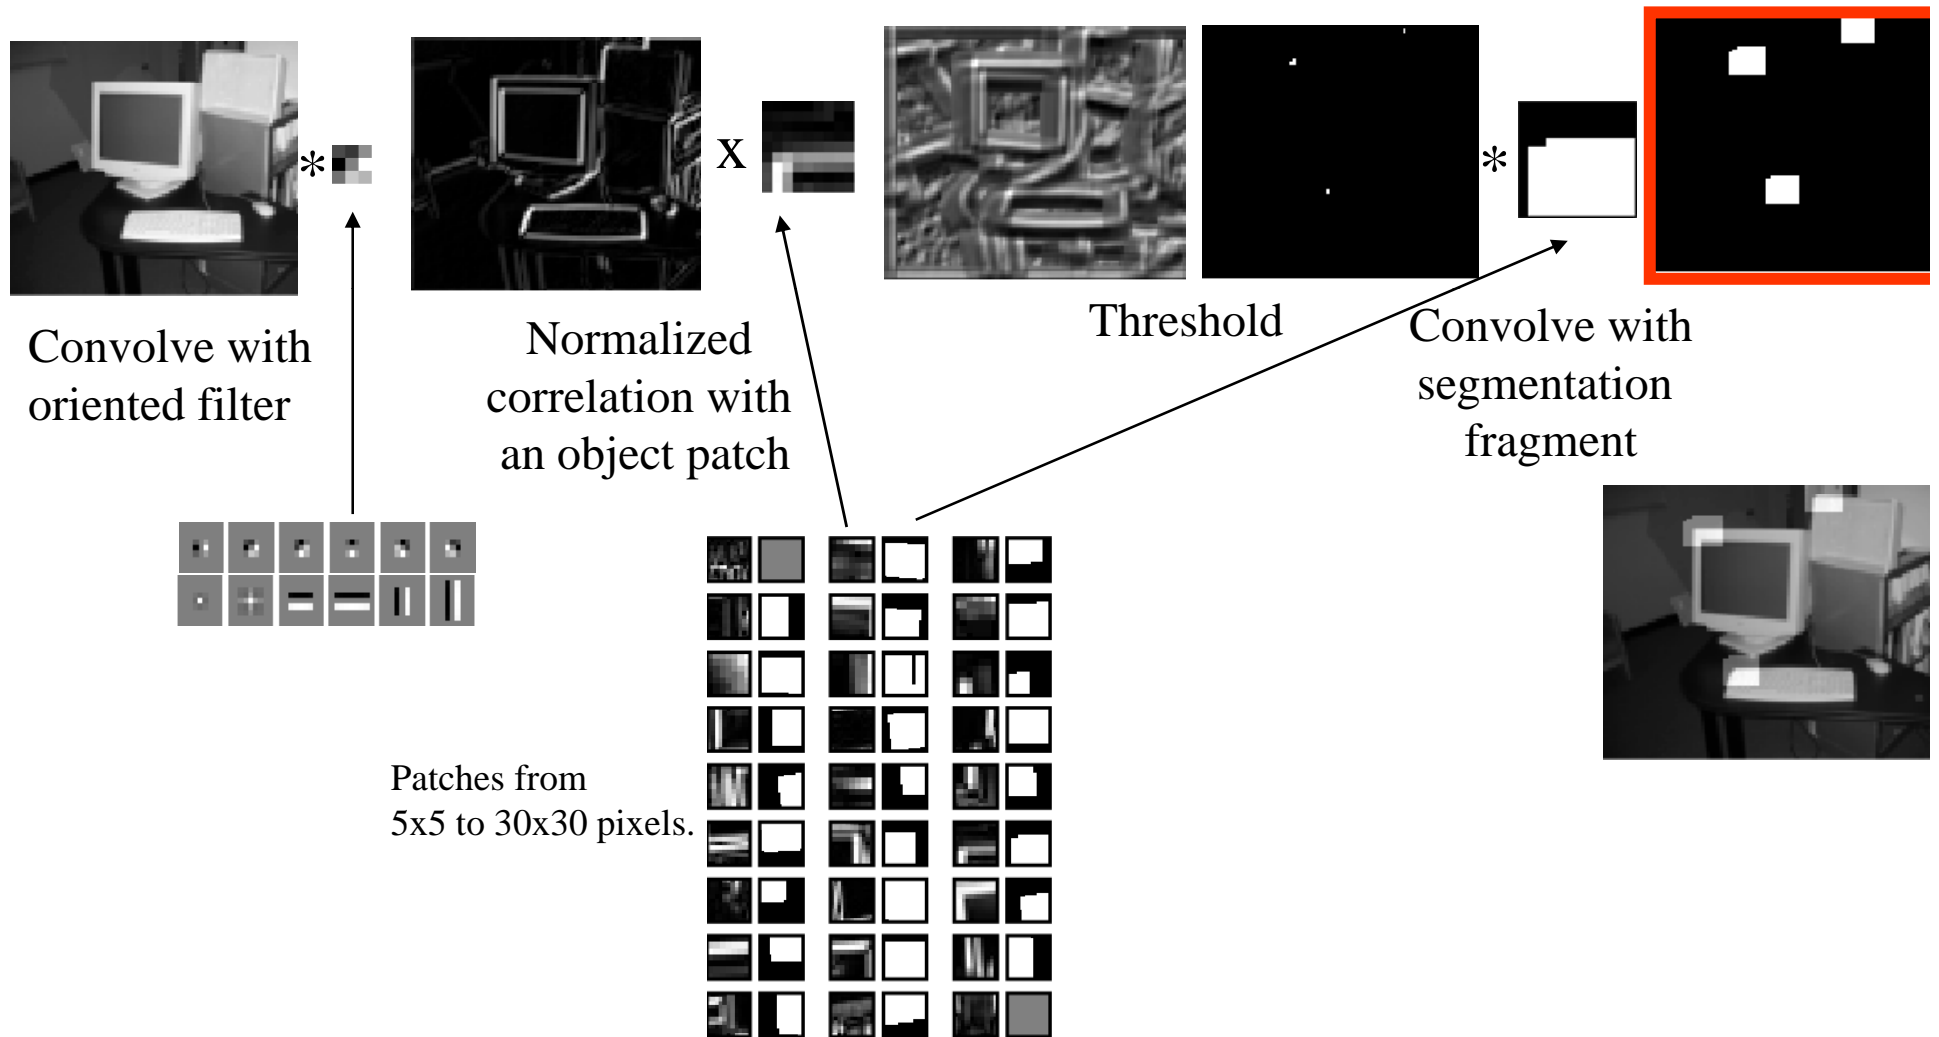 *
x
*
Convolve with
oriented filter
Normalized
correlation with
an object patch
Threshold
Convolve with
segmentation
fragment
Patches from
5x5 to 30x30 pixels.